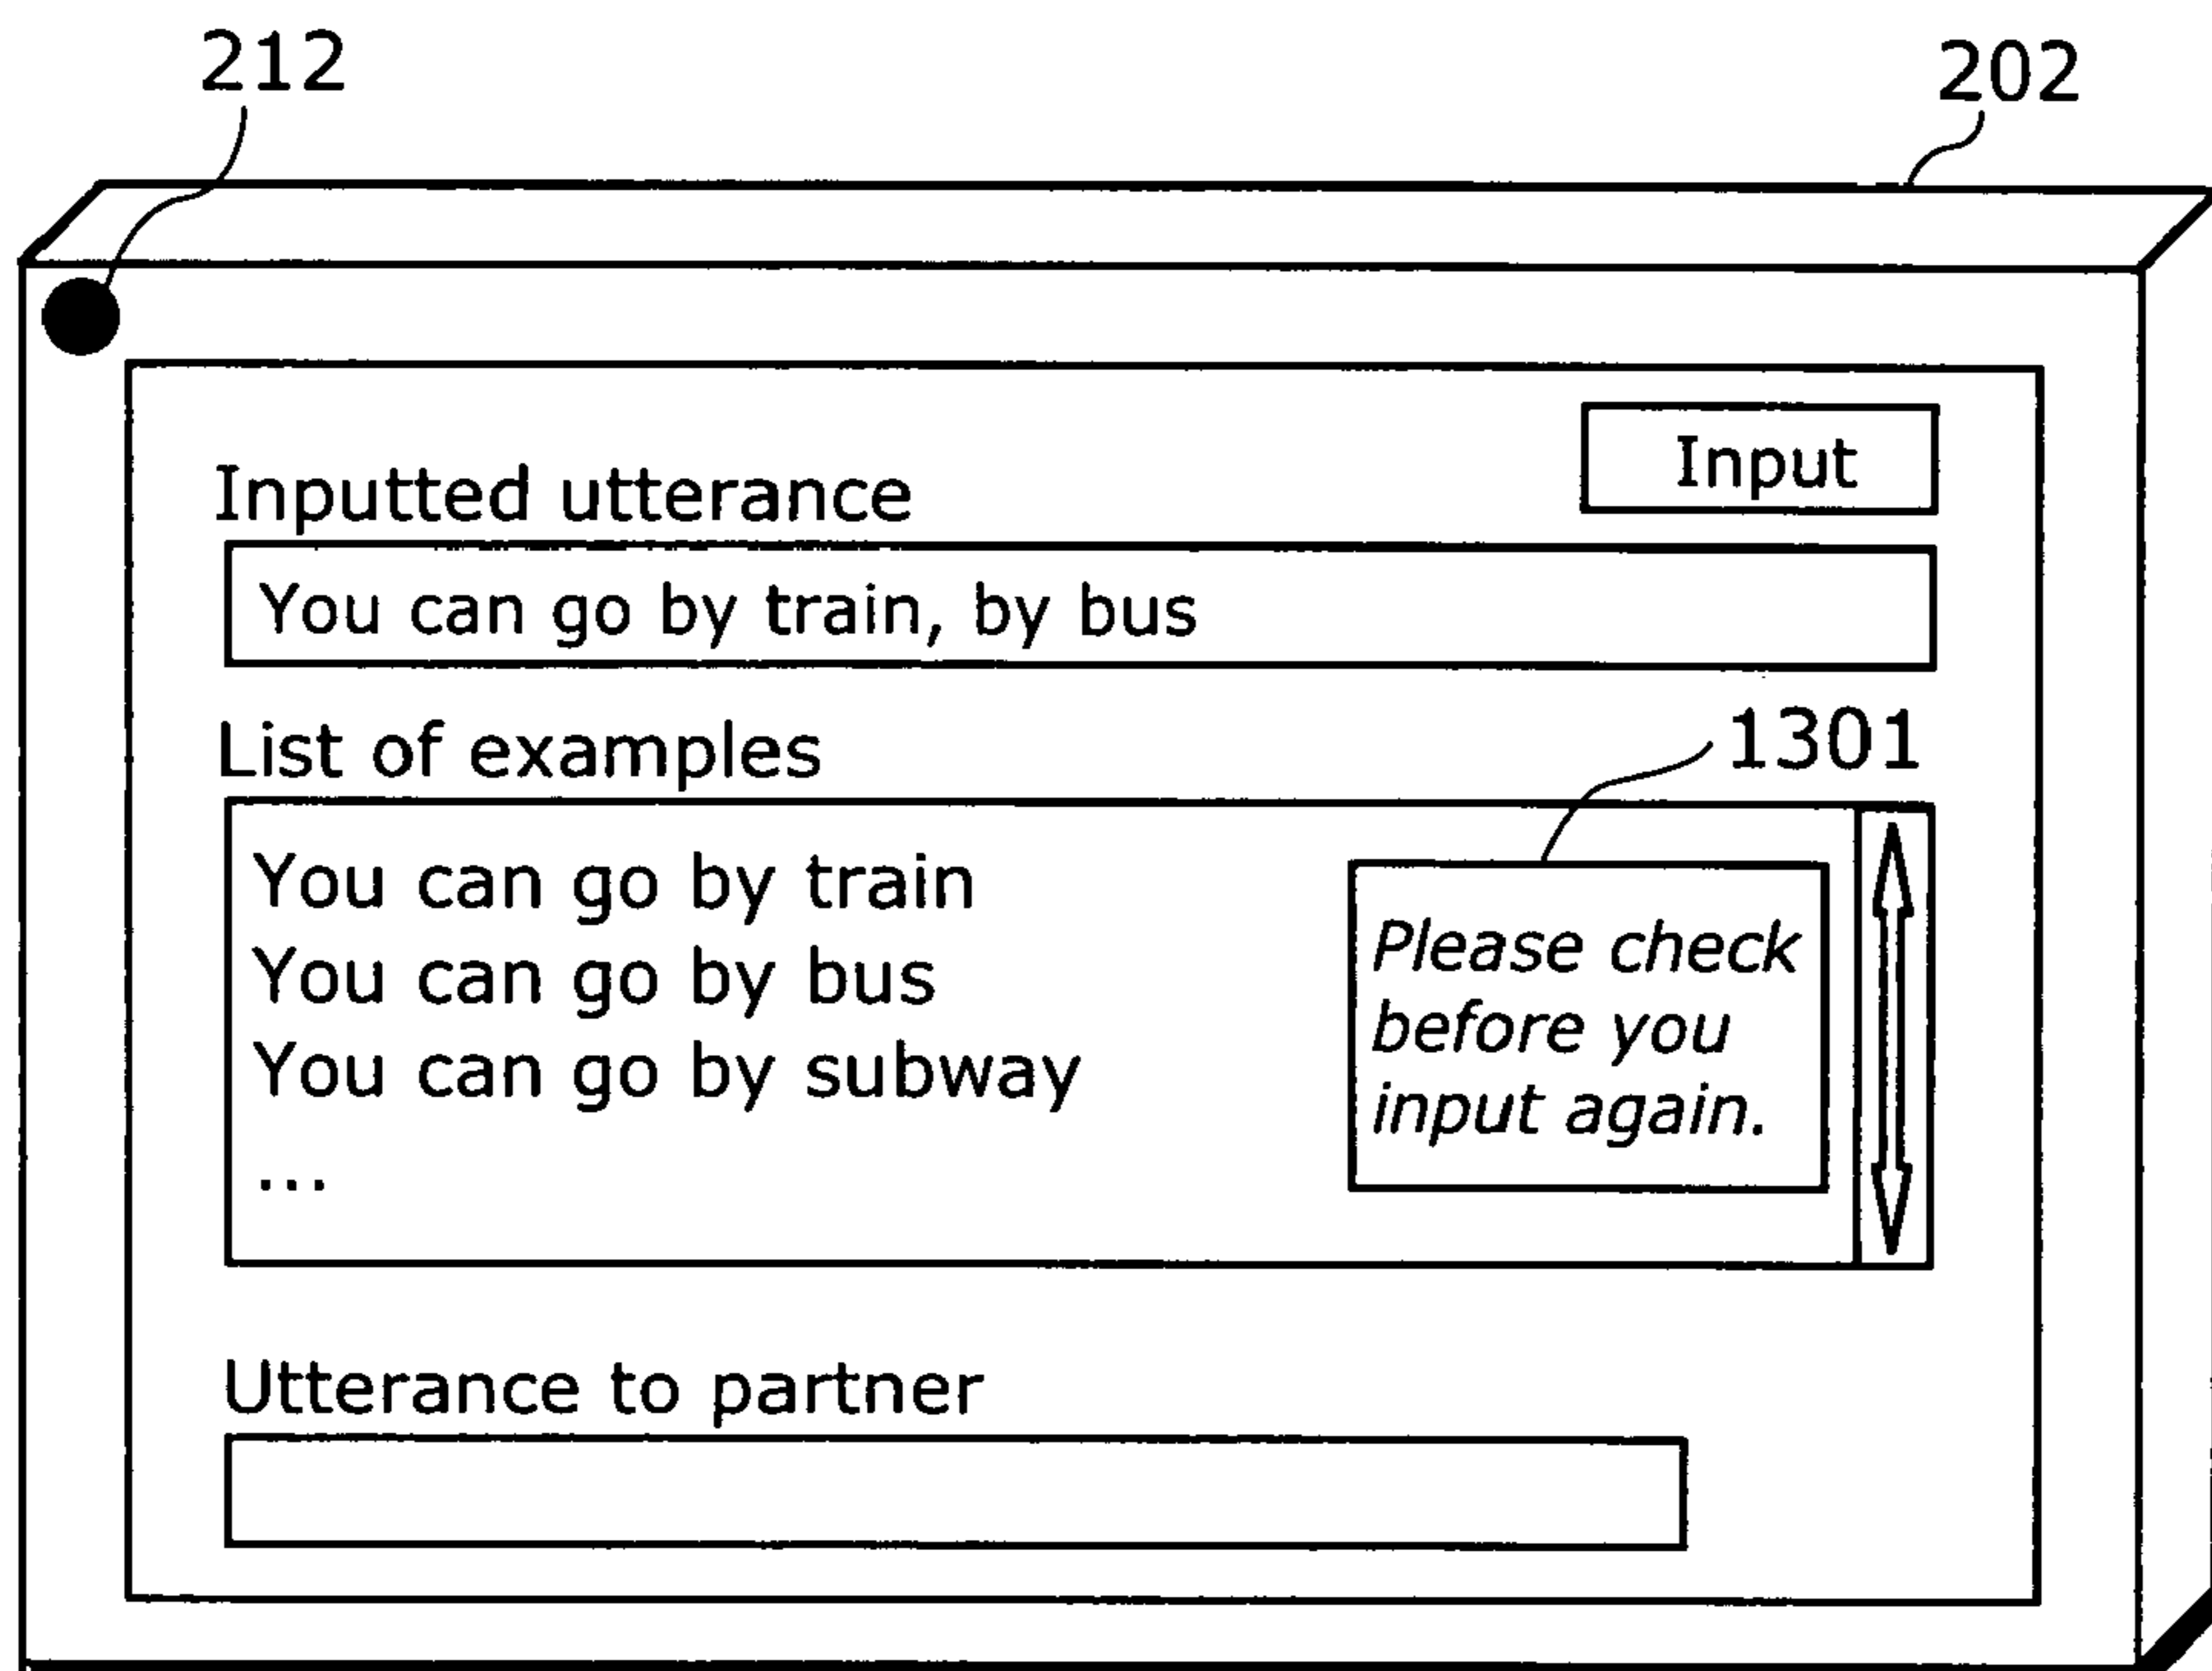 212
202
Input
Inputted utterance
You can go by train, by bus
List of examples
1301
You can go by train
You can go by bus
You can go by subway
...
Please check
before you
input again.
Utterance to partner